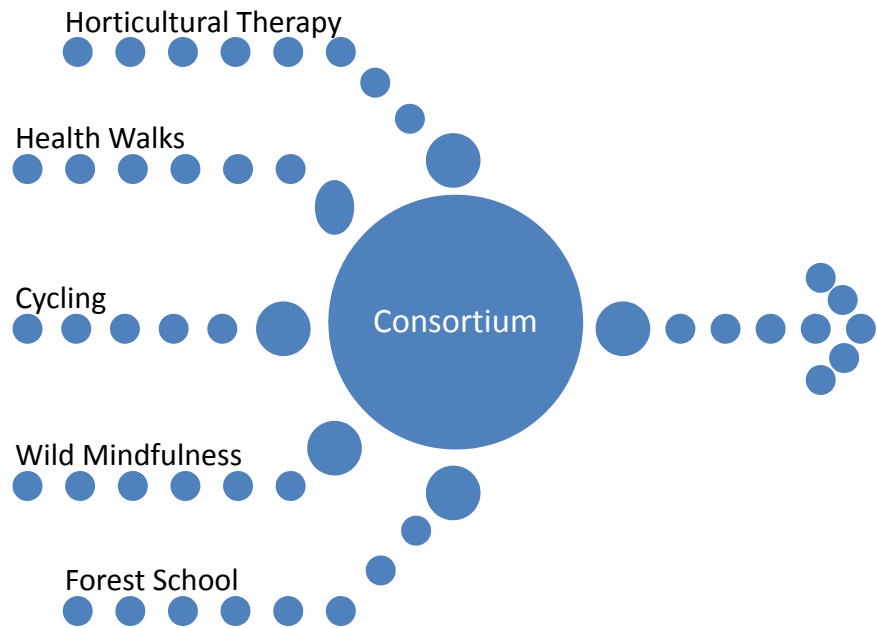 Horticultural Therapy
Health Walks
Cycling
Consortium
Wild Mindfulness
Forest School